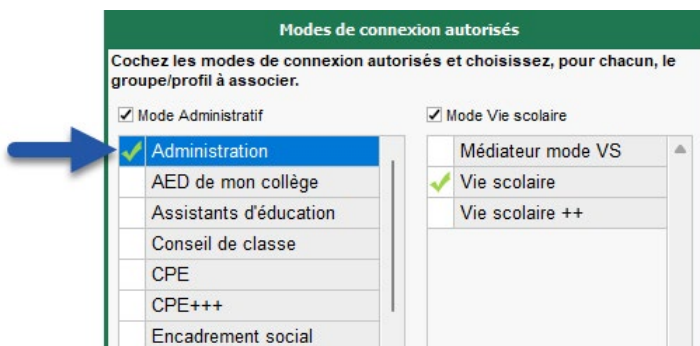 Modes de connexion autorisés
Cochez les modes de connexion autorisés et choisissez, pour chacun, le
groupe/profil à associer.
Mode Administratif
Administration
AED de mon collège
Assistants d'éducation
Conseil de classe
CPE
CPE+++
Encadrement social
Mode Vie scolaire
Médiateur mode VS
Vie scolaire
Vie scolaire ++